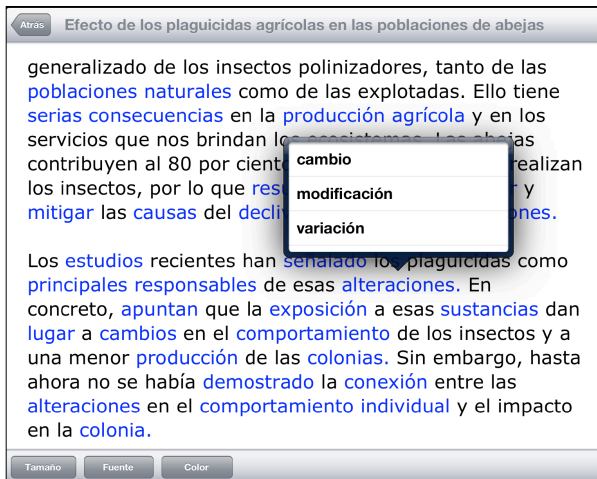 Atrás Efecto de los plaguicidas agrícolas en las poblaciones de abejas
generalizado de los insectos polinizadores, tanto de las
poblaciones naturales como de las explotadas. Ello tiene
serias consecuencias en la producción agrícola y en los
servicios que nos brindan los ecosistemas. Las abejas
contribuyen al 80 por ciento realizan
los insectos, por lo que y
mitigar las causas del
cambio
modificación
variación
Los estudios recientes han señalado los plaguicidas como
principales responsables de esas alteraciones. En
concreto, apuntan que la exposición a esas sustancias dan
lugar a cambios en el comportamiento de los insectos y a
una menor producción de las colonias. Sin embargo, hasta
ahora no se había demostrado la conexión entre las
alteraciones en el comportamiento individual y el impacto
en la colonia.
Tamaño Fuente Color